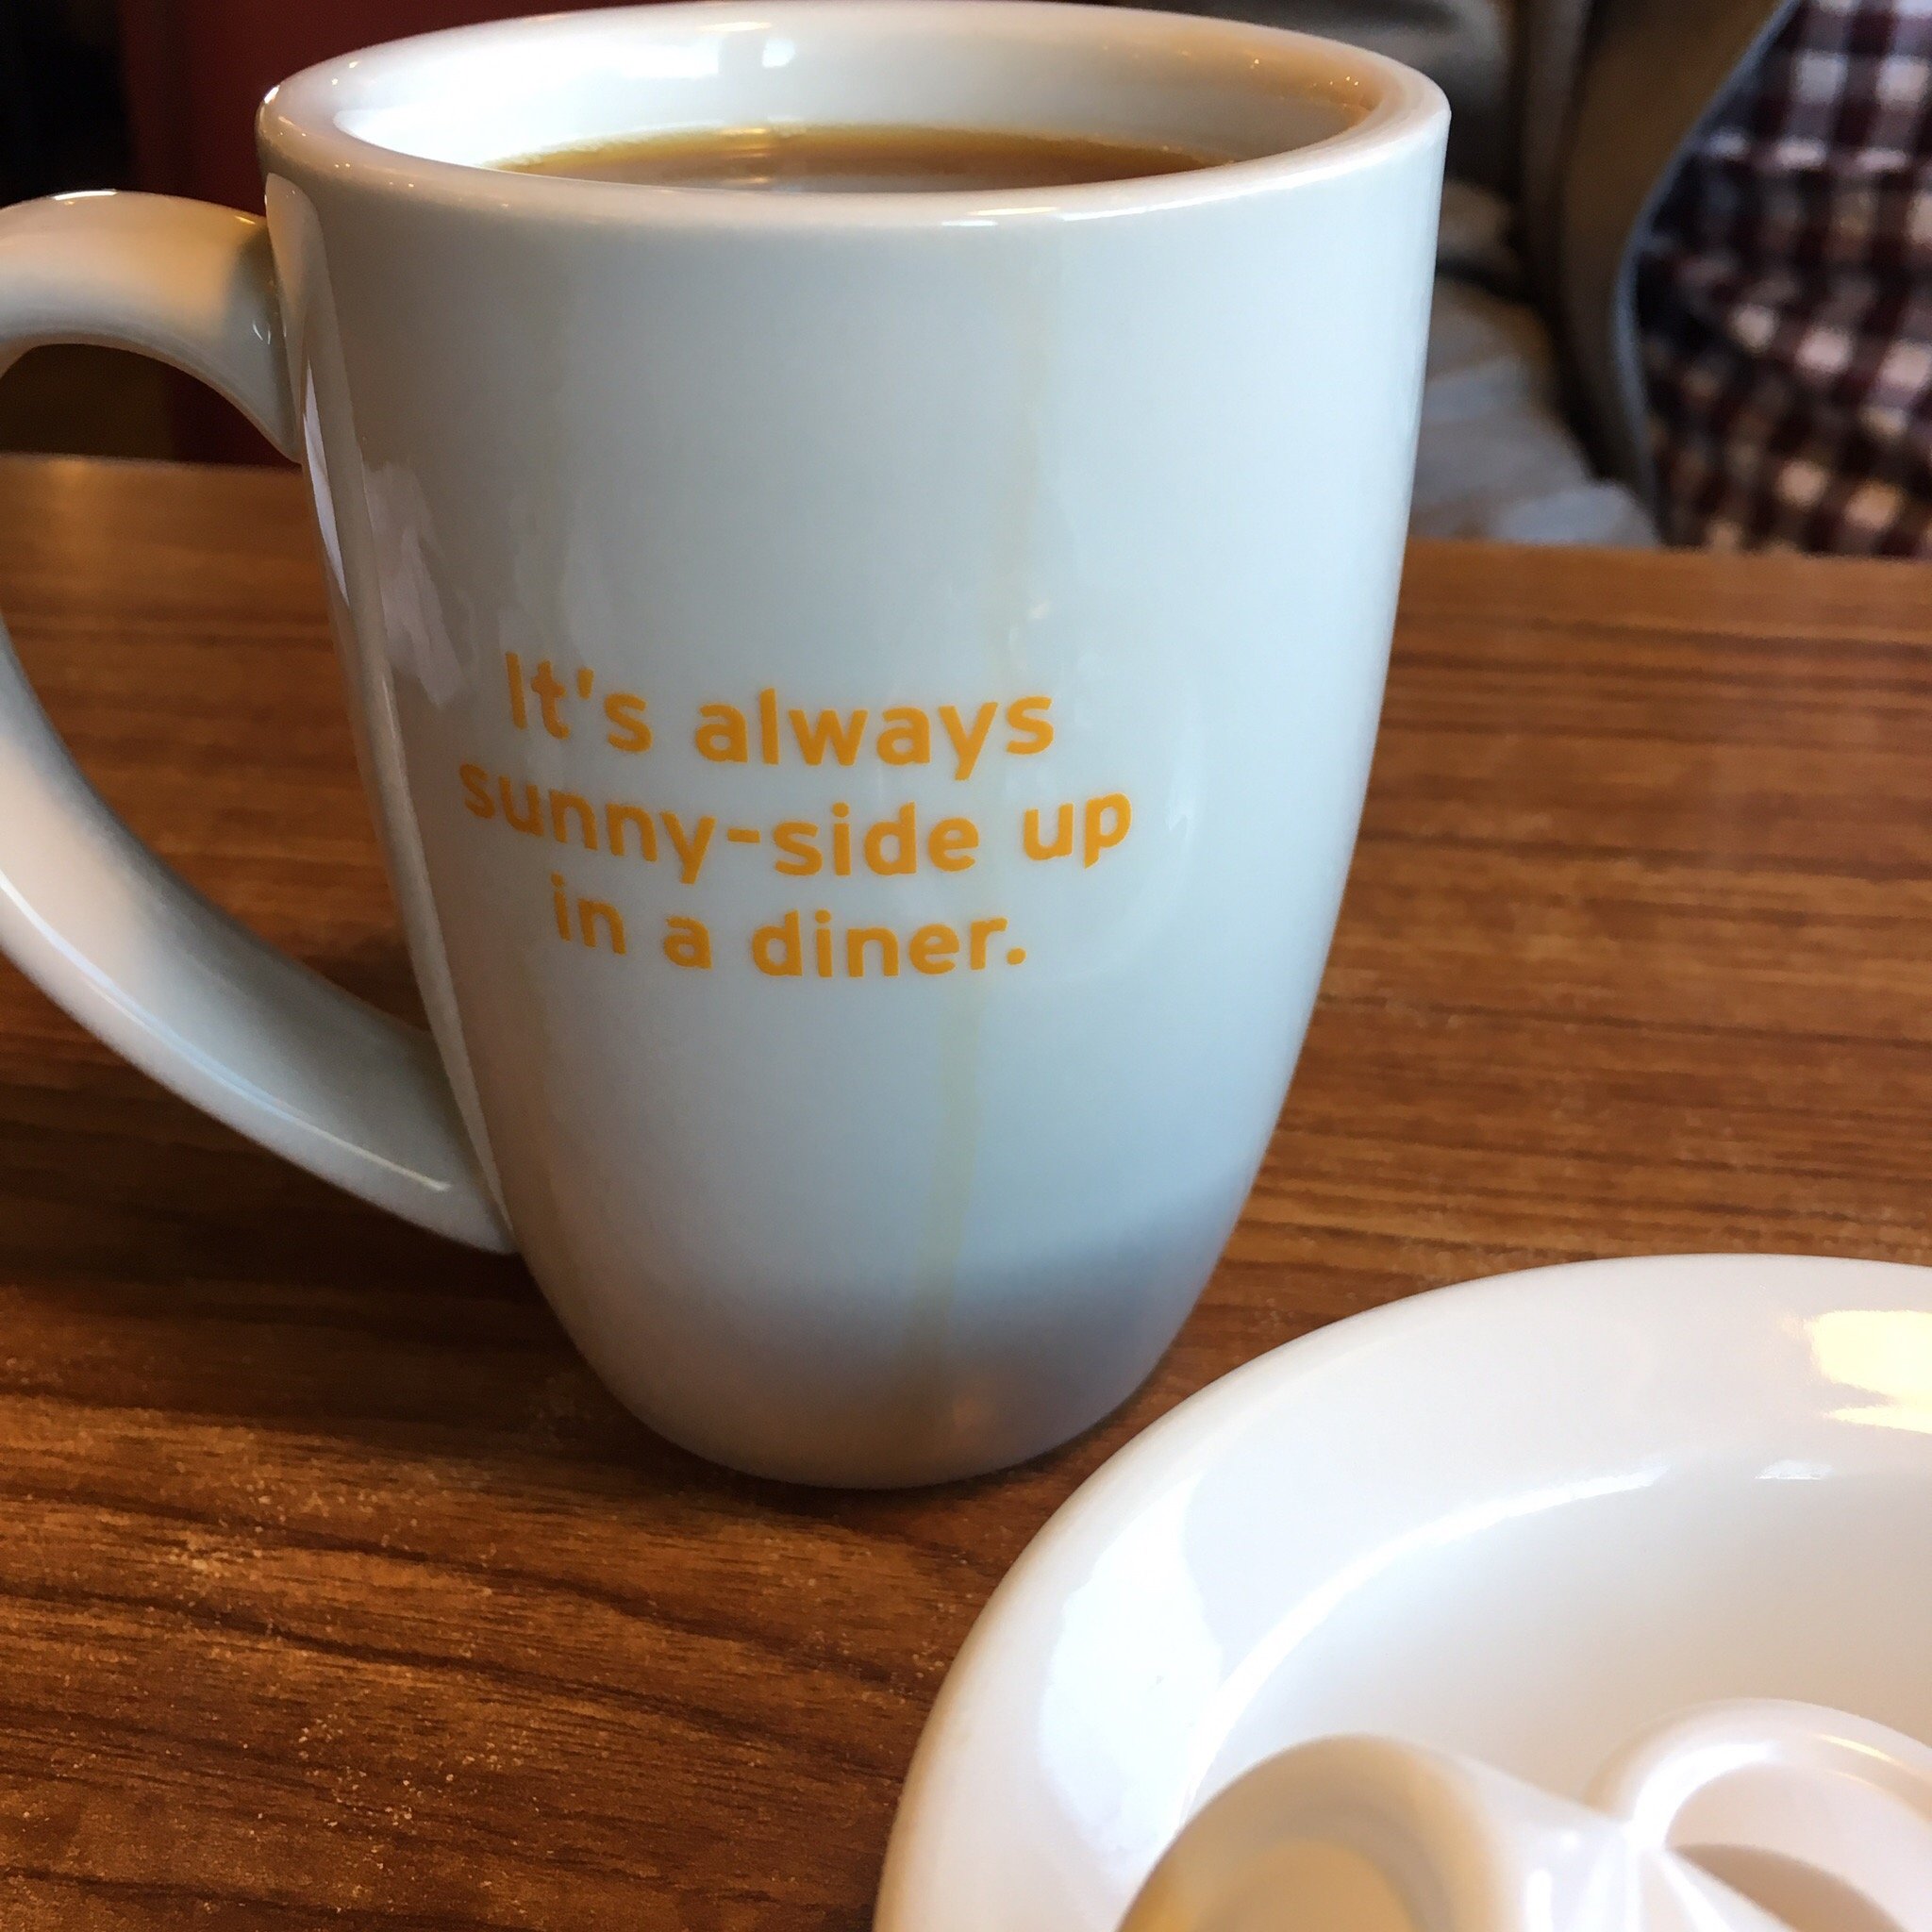 It's always
sunny-side up
in a diner.